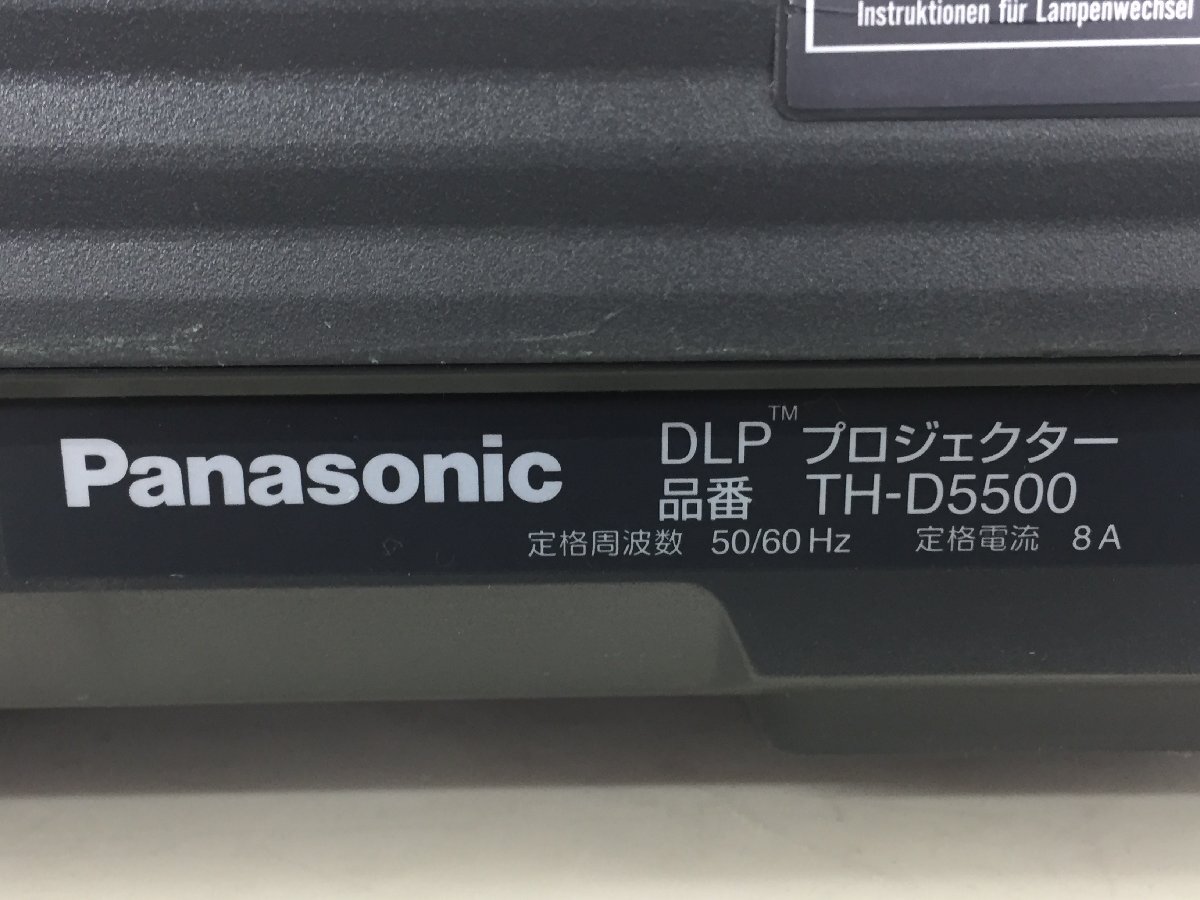 Instruktionen für Lampenwechsel
Panasonic
DLP™ プロジェクター
品番 TH-D5500
定格周波数 50/60 Hz 定格電流 8 A